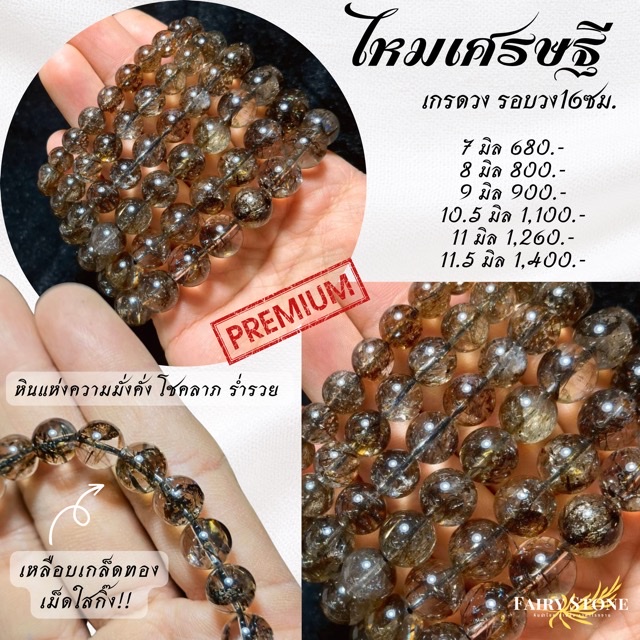 ไหมเศรษฐี
เกรดวง รอบวง16ซม.
7 มิล 680.-
8 มิล 800.-
9 มิล 900.-
10.5 มิล 1,100.-
11 มิล 1,260.-
11.5 มิล 1,400.-
PREMIUM
หินแห่งความมั่งคั่ง โชคลาภ ร่ำรวย
เหลือบเกล็ดทอง
เม็ดใสกิ๊ง!!
FAIRY STONE